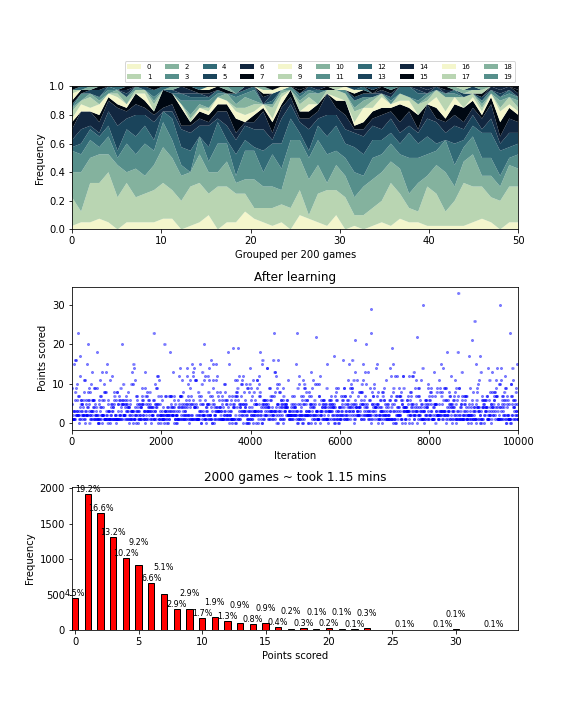 0 2 4 6 8 10 12 14 16 18
1 3 5 7 9 11 13 15 17 19
1.0
0.8
0.6
0.4
0.2
0.0
Frequency
0 10 20 30 40 50
Grouped per 200 games
After learning
30
20
10
0
Points scored
0 2000 4000 6000 8000 10000
Iteration
2000 games ~ took 1.15 mins
2000
1500
1000
500
0
Frequency
4.5% 19.2% 16.6% 13.2% 10.2% 9.2% 6.6% 5.1% 2.9% 2.9% 1.7% 1.9% 1.3% 0.9% 0.8% 0.9% 0.4% 0.2% 0.3% 0.1% 0.2% 0.1% 0.1% 0.3% 0.1% 0.1% 0.1% 0.1%
0 5 10 15 20 25 30
Points scored